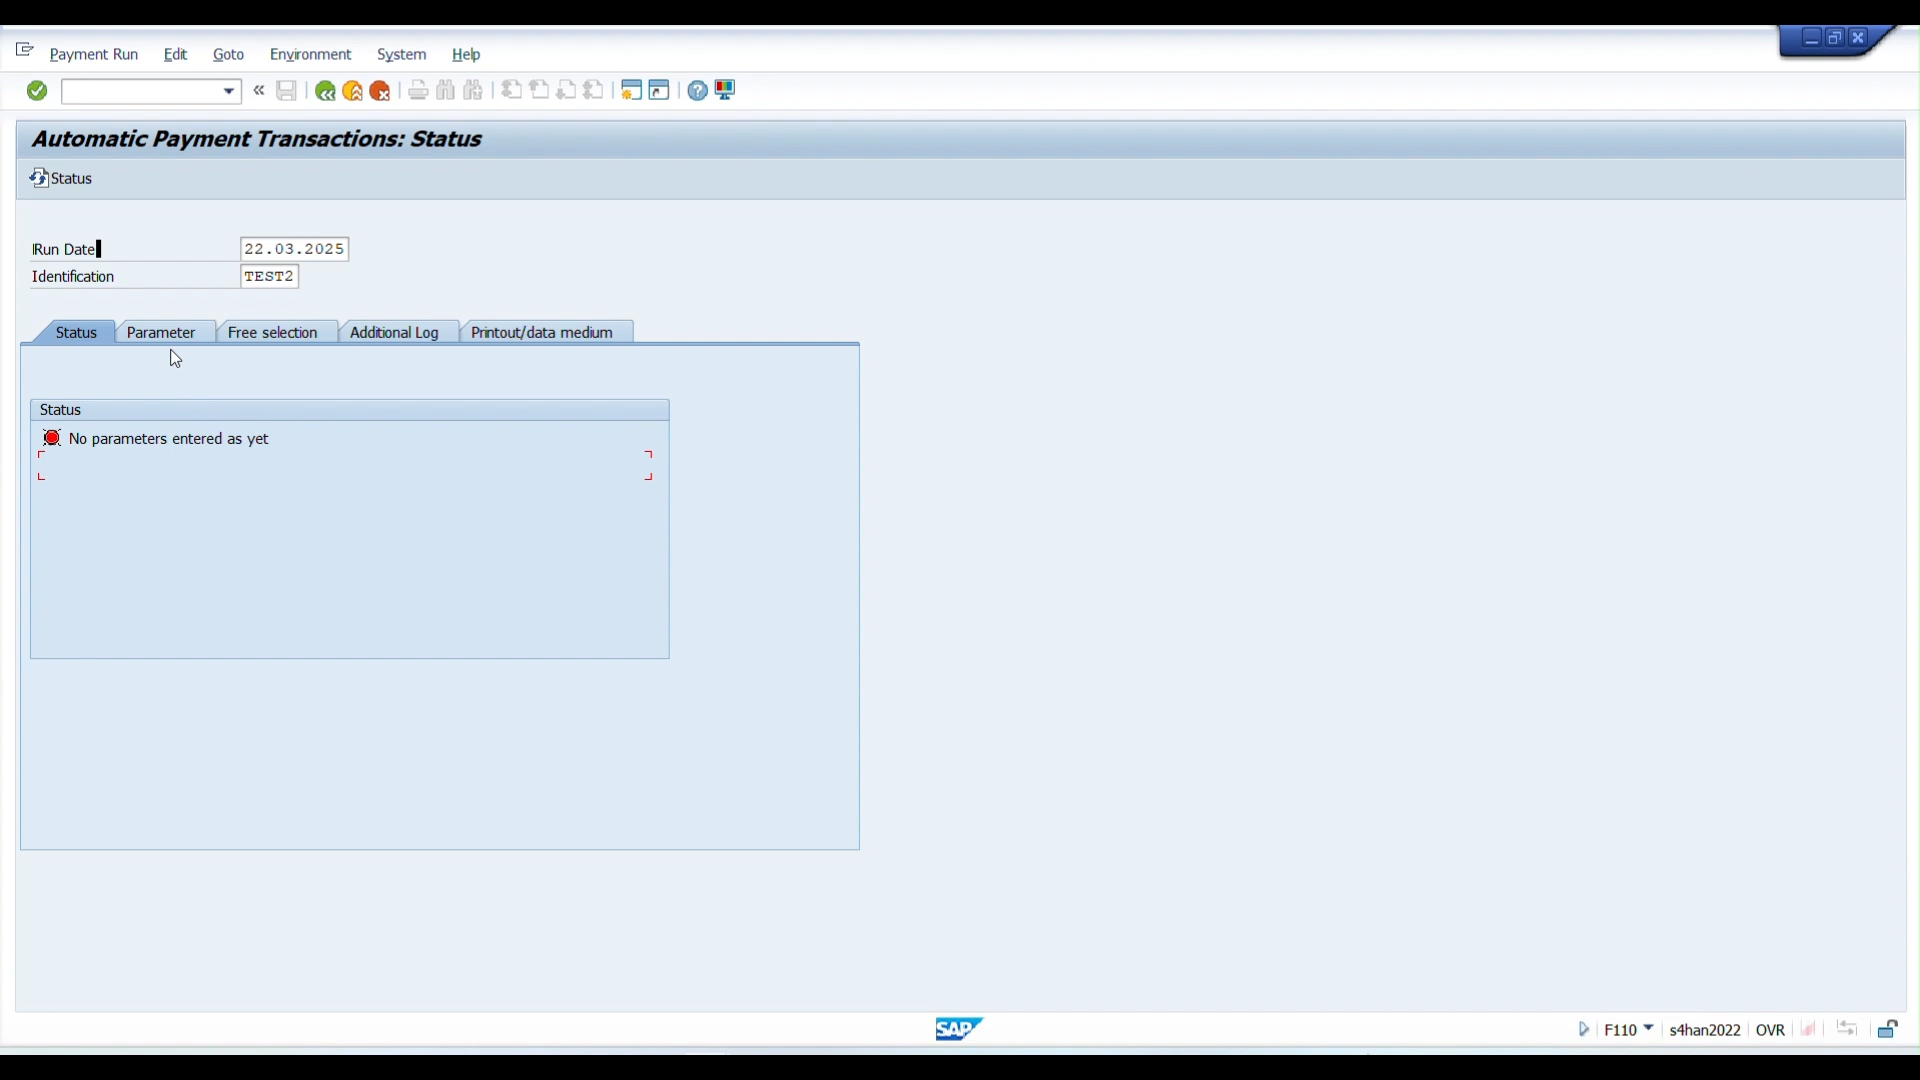 Payment Run Edit Goto Environment System Help
Automatic Payment Transactions: Status
Status
Run Date 22.03.2025
Identification TEST2
Status Parameter Free selection Additional Log Printout/data medium
Status
No parameters entered as yet
SAP F110 s4han2022 OVR